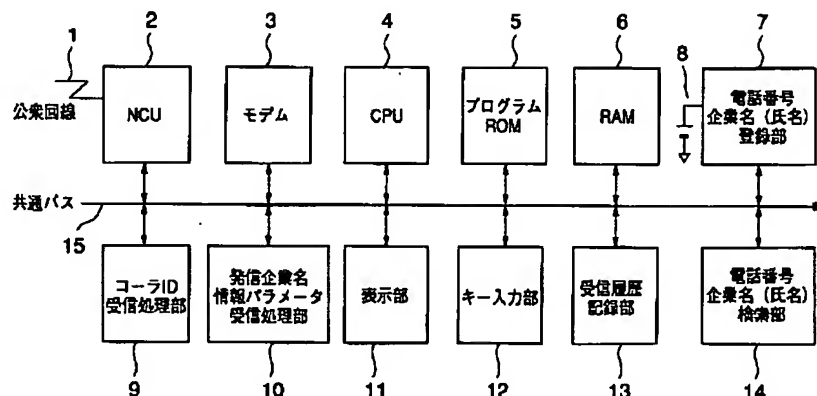 1
2
3
4
5
6
7
8
公衆回線
NCU
モデム
CPU
プログラム
ROM
RAM
電話番号
企業名(氏名)
登録部
共通バス
15
コーラID
受信処理部
発信企業名
情報パラメータ
受信処理部
表示部
キー入力部
受信履歴
記録部
電話番号
企業名(氏名)
検索部
9
10
11
12
13
14